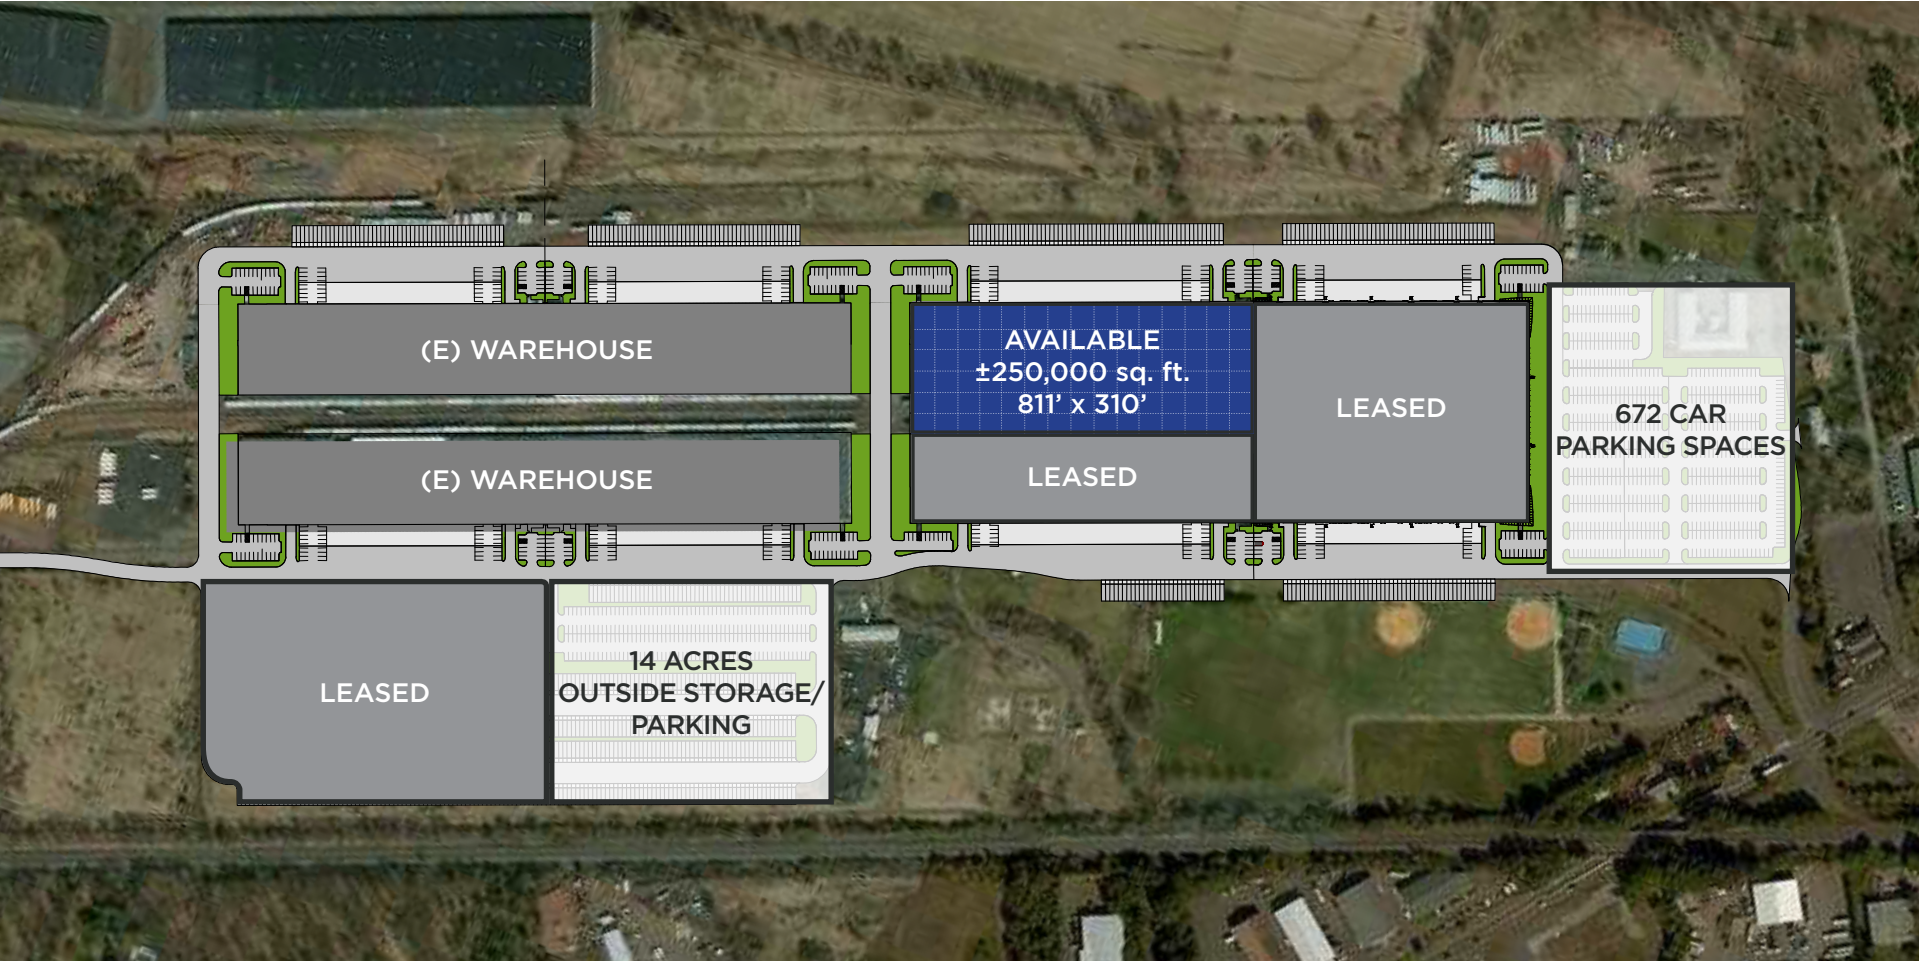 (E) WAREHOUSE
(E) WAREHOUSE
AVAILABLE
±250,000 sq. ft.
811’ x 310’
LEASED
LEASED
672 CAR
PARKING SPACES
LEASED
14 ACRES
OUTSIDE STORAGE/
PARKING